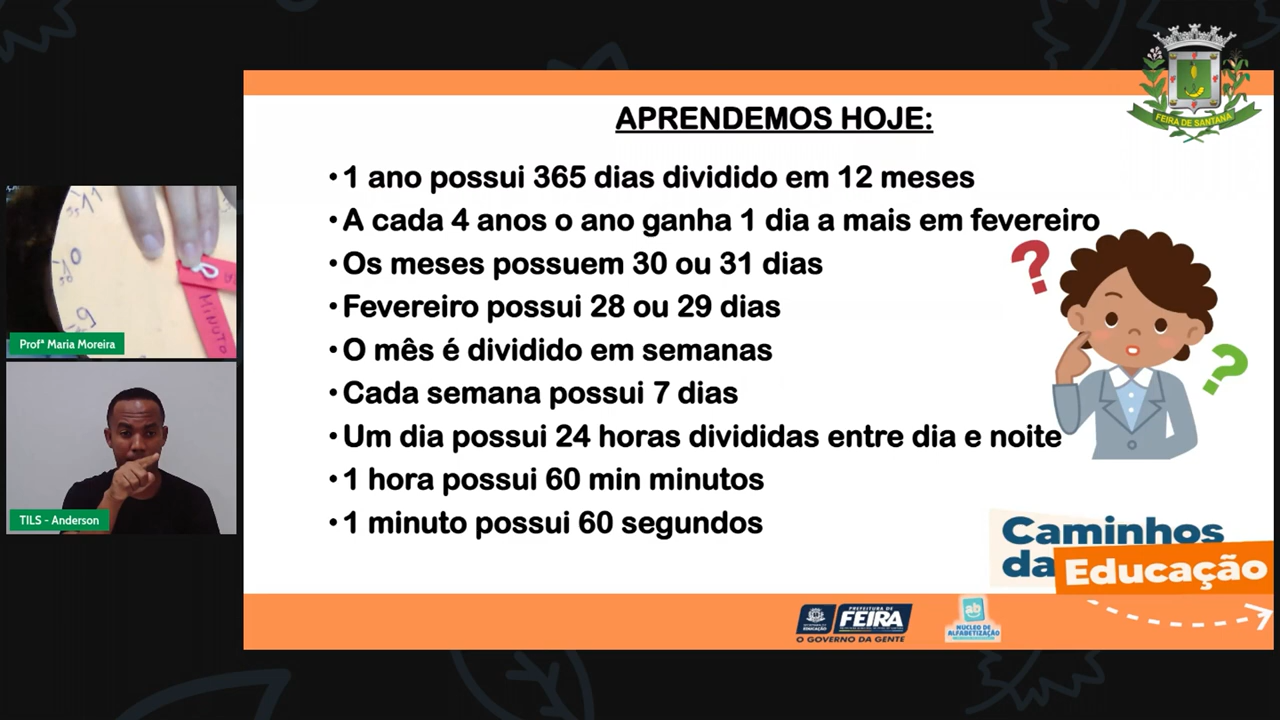 APRENDEMOS HOJE:
• 1 ano possui 365 dias dividido em 12 meses
• A cada 4 anos o ano ganha 1 dia a mais em fevereiro
• Os meses possuem 30 ou 31 dias
• Fevereiro possui 28 ou 29 dias
• O mês é dividido em semanas
• Cada semana possui 7 dias
• Um dia possui 24 horas divididas entre dia e noite
• 1 hora possui 60 min minutos
• 1 minuto possui 60 segundos
FEIRA DE SANTANA
? ?
MINUTO
Profª Maria Moreira
TILS - Anderson
Caminhos
da Educação
EDUCAÇÃO
PREFEITURA DE
FEIRA
O GOVERNO DA GENTE
ab
NÚCLEO DE
ALFABETIZAÇÃO